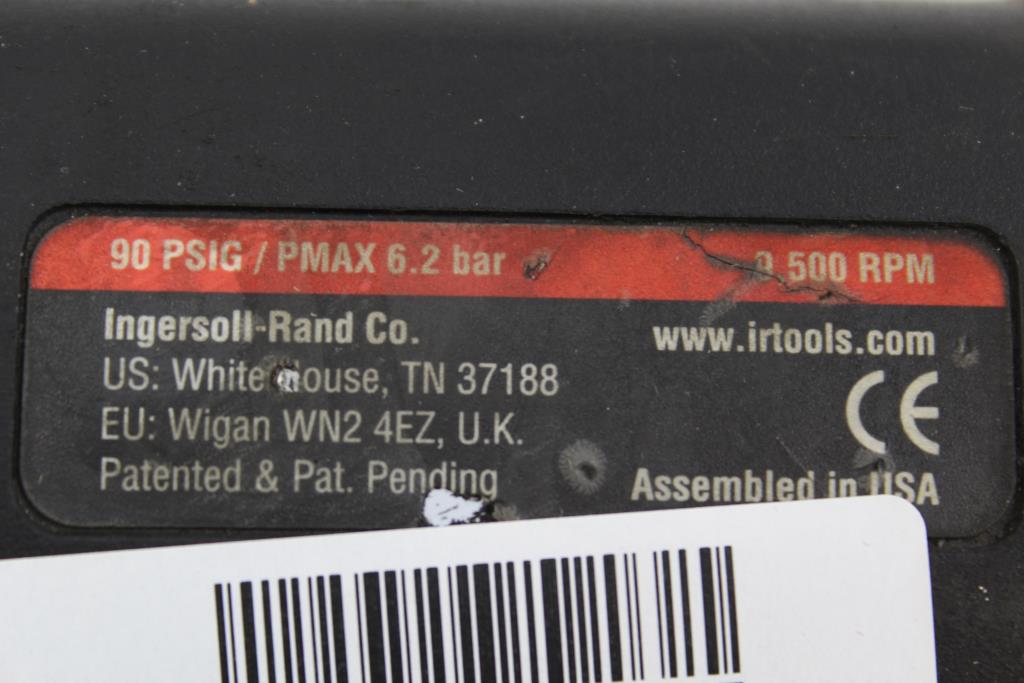 90 PSIG / PMAX 6.2 bar 500 RPM
Ingersoll-Rand Co. www.irtools.com
US: White House, TN 37188
EU: Wigan WN2 4EZ, U.K. CE
Patented & Pat. Pending Assembled in USA